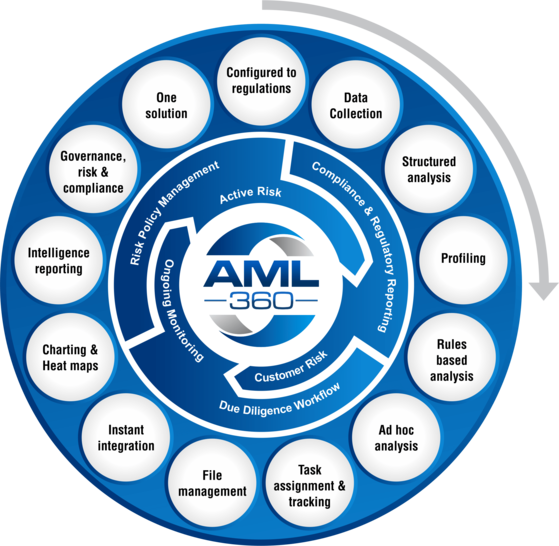 Configured to
regulations
Data
Collection
Structured
analysis
Profiling
Rules
based
analysis
Ad hoc
analysis
Task
assignment &
tracking
File
management
Instant
integration
Charting &
Heat maps
Intelligence
reporting
Governance,
risk &
compliance
One
solution
Risk Policy Management
Active Risk
Compliance & Regulatory Reporting
Customer Risk
Due Diligence Workflow
Ongoing Monitoring
AML
360